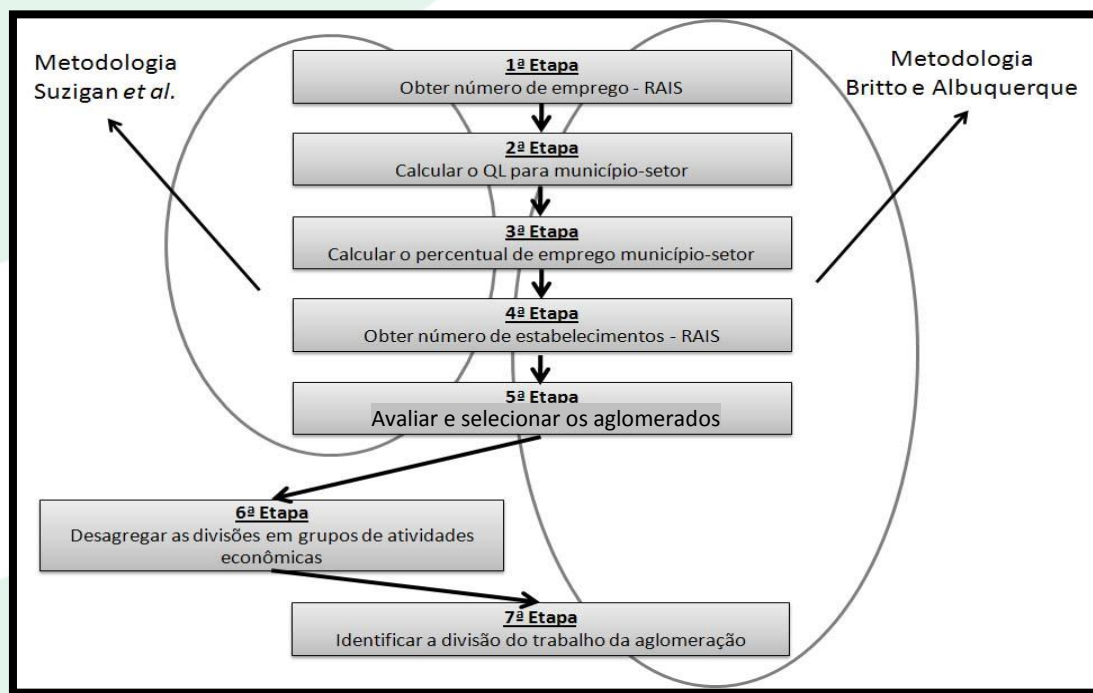 Metodologia
Suzigan et al.
Metodologia
Britto e Albuquerque
1ª Etapa
Obter número de emprego - RAIS
2ª Etapa
Calcular o QL para município-setor
3ª Etapa
Calcular o percentual de emprego município-setor
4ª Etapa
Obter número de estabelecimentos - RAIS
5ª Etapa
Avaliar e selecionar os aglomerados
6ª Etapa
Desagregar as divisões em grupos de atividades
econômicas
7ª Etapa
Identificar a divisão do trabalho da aglomeração